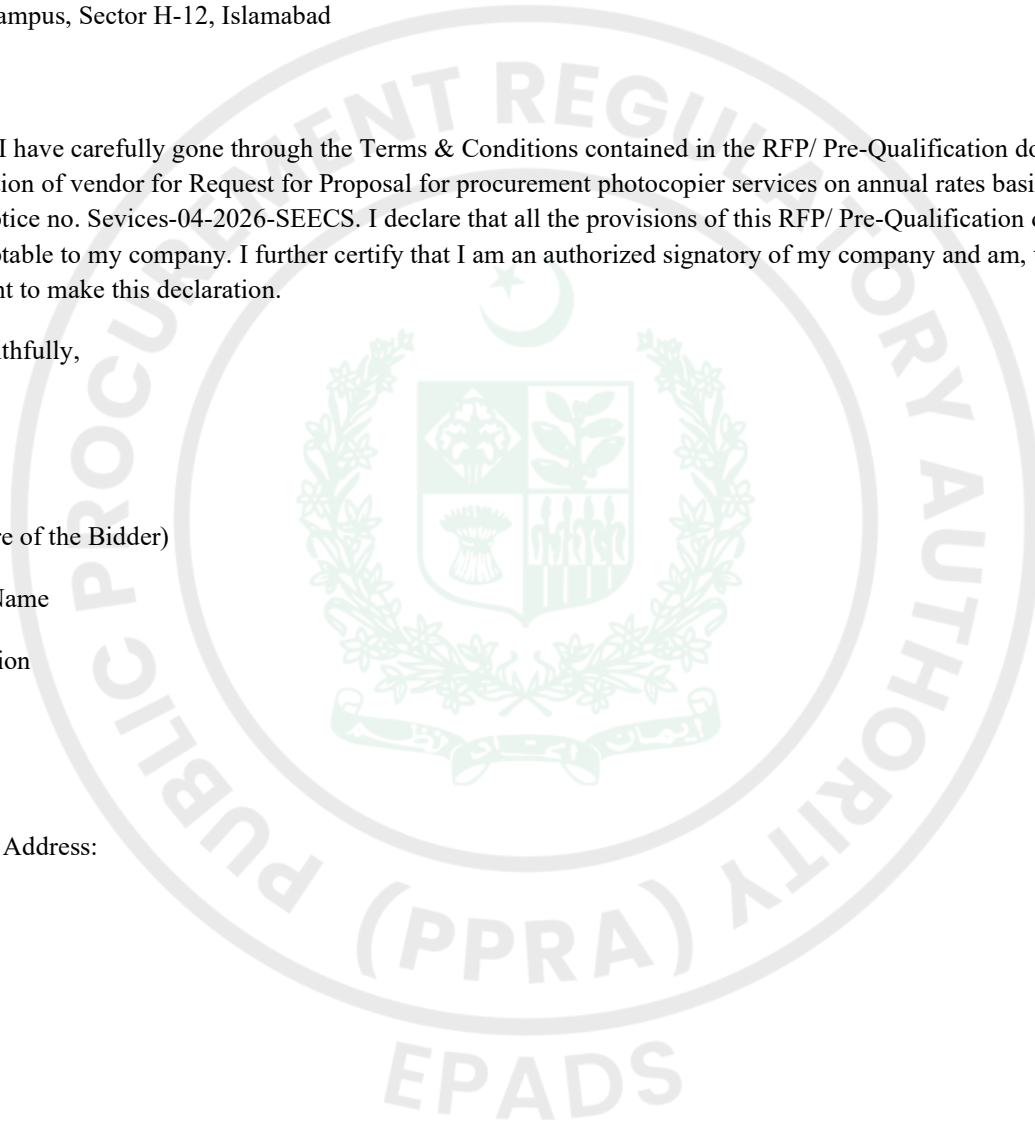 ampus, Sector H-12, Islamabad
I have carefully gone through the Terms & Conditions contained in the RFP/ Pre-Qualification do
tion of vendor for Request for Proposal for procurement photocopier services on annual rates basi
otice no. Sevices-04-2026-SEECS. I declare that all the provisions of this RFP/ Pre-Qualification
ptable to my company. I further certify that I am an authorized signatory of my company and am,
nt to make this declaration.
ithfully,
re of the Bidder)
Name
ion
Address:
PUBLIC PROCUREMENT REGULATORY AUTHORITY
(PPRA)
EPADS